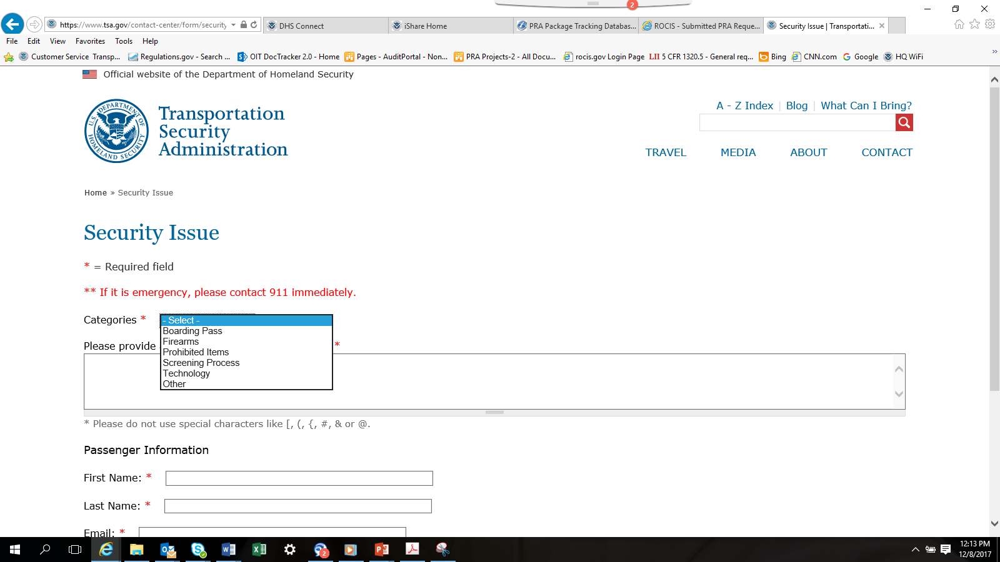 2
https://www.tsa.gov/contact-center/form/security
DHS Connect
iShare Home
PRA Package Tracking Databas...
ROCIS - Submitted PRA Reque...
Security Issue | Transportati...
File Edit View Favorites Tools Help
Customer Service Transp...
Regulations.gov - Search ...
OIT DocTracker 2.0 - Home
Pages - AuditPortal - Non...
PRA Projects-2 - All Docu...
rocis.gov Login Page
LII 5 CFR 1320.5 - General req...
Bing
CNN.com
Google
HQ WiFi
Official website of the Department of Homeland Security
U.S. DEPARTMENT OF HOMELAND SECURITY
Transportation
Security
Administration
A - Z Index | Blog | What Can I Bring?
TRAVEL MEDIA ABOUT CONTACT
Home » Security Issue
Security Issue
* = Required field
** If it is emergency, please contact 911 immediately.
Categories *
- Select -
Boarding Pass
Firearms
Prohibited Items
Screening Process
Technology
Other
Please provide *
* Please do not use special characters like [, (, {, #, & or @.
Passenger Information
First Name: *
Last Name: *
Email: *
2
12:13 PM
12/8/2017